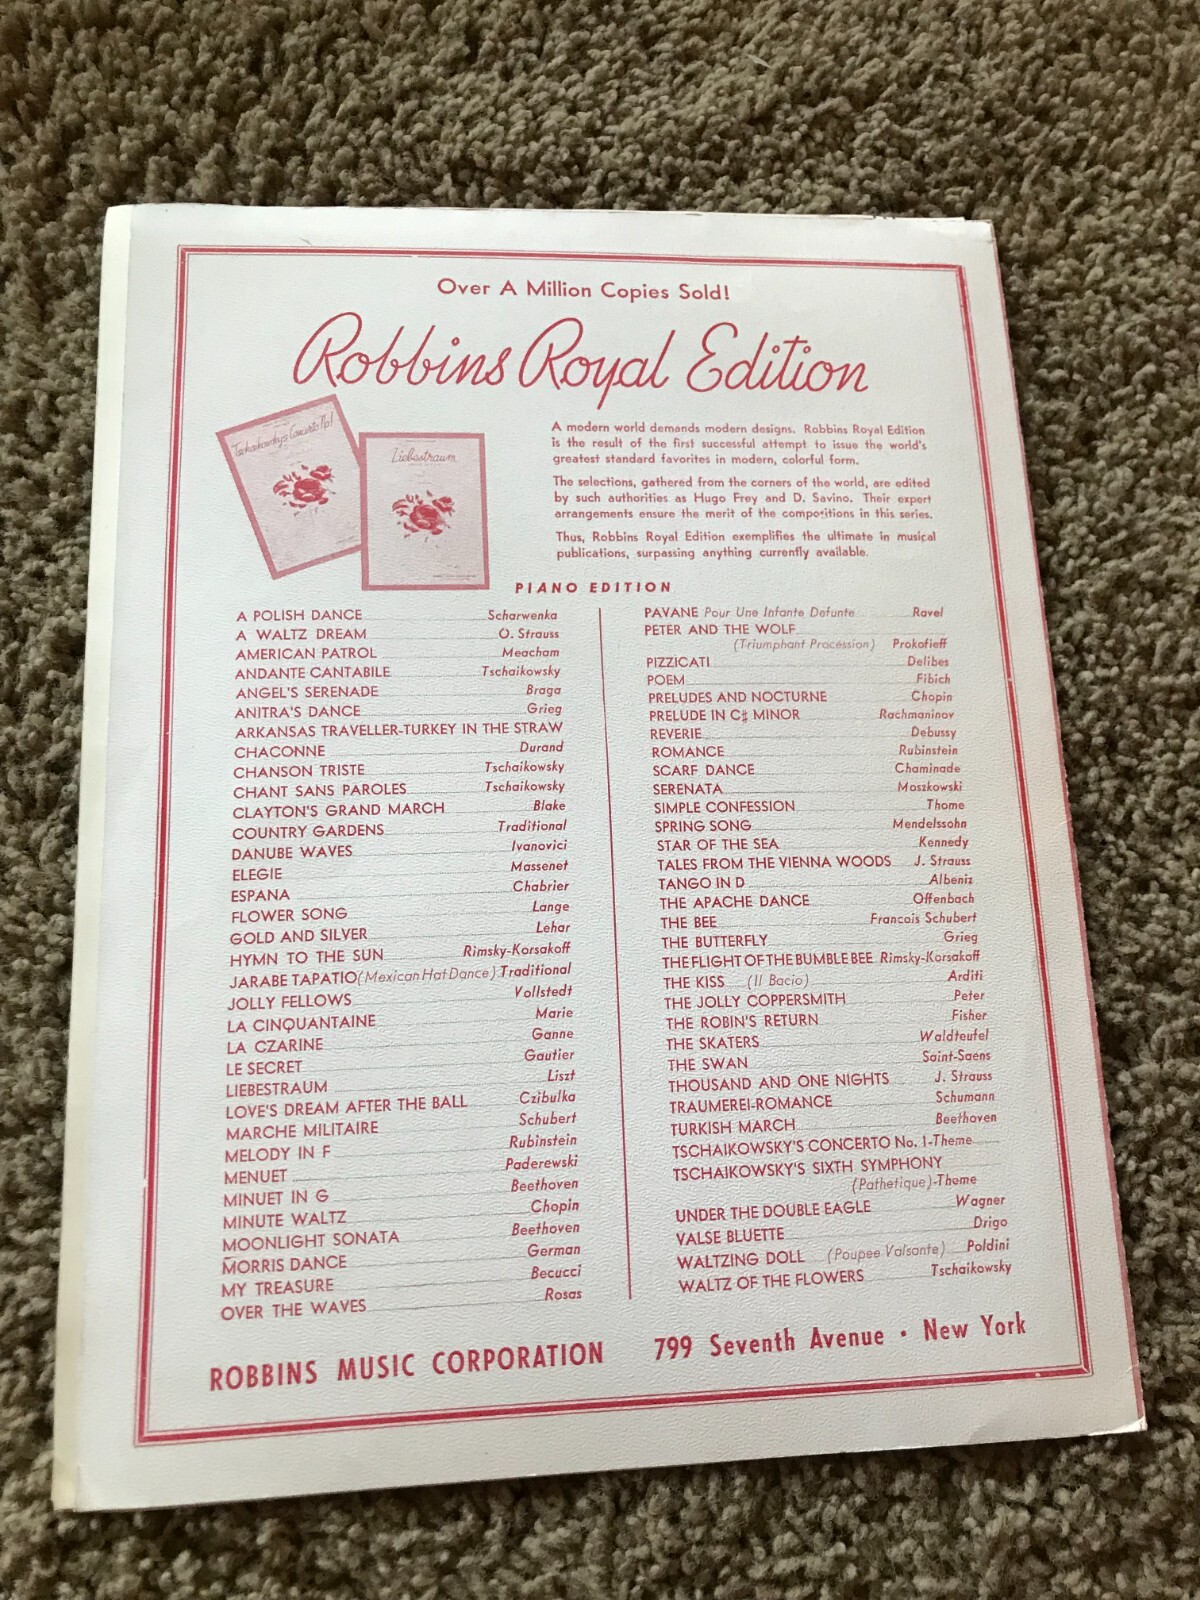 Over A Million Copies Sold!
Robbins Royal Edition
Tschaikowsky's Concerto No. 1
Liebestraum
A modern world demands modern designs. Robbins Royal Edition
is the result of the first successful attempt to issue the world's
greatest standard favorites in modern, colorful form.
The selections, gathered from the corners of the world, are edited
by such authorities as Hugo Frey and D. Savino. Their expert
arrangements ensure the merit of the compositions in this series.
Thus, Robbins Royal Edition exemplifies the ultimate in musical
publications, surpassing anything currently available.
PIANO EDITION
A POLISH DANCE Scharwenka
A WALTZ DREAM O. Strauss
AMERICAN PATROL Meacham
ANDANTE CANTABILE Tschaikowsky
ANGEL'S SERENADE Braga
ANITRA'S DANCE Grieg
ARKANSAS TRAVELLER-TURKEY IN THE STRAW
CHACONNE Durand
CHANSON TRISTE Tschaikowsky
CHANT SANS PAROLES Tschaikowsky
CLAYTON'S GRAND MARCH Blake
COUNTRY GARDENS Traditional
DANUBE WAVES Ivanovici
ELEGIE Massenet
ESPANA Chabrier
FLOWER SONG Lange
GOLD AND SILVER Lehar
HYMN TO THE SUN Rimsky-Korsakoff
JARABE TAPATIO (Mexican Hat Dance) Traditional
JOLLY FELLOWS Vollstedt
LA CINQUANTAINE Marie
LA CZARINE Ganne
LE SECRET Gautier
LIEBESTRAUM Liszt
LOVE'S DREAM AFTER THE BALL Czibulka
MARCHE MILITAIRE Schubert
MELODY IN F Rubinstein
MENUET Paderewski
MINUET IN G Beethoven
MINUTE WALTZ Chopin
MOONLIGHT SONATA Beethoven
MORRIS DANCE German
MY TREASURE Becucci
OVER THE WAVES Rosas
PAVANE Pour Une Infante Defunte Ravel
PETER AND THE WOLF
(Triumphant Procession) Prokofieff
PIZZICATI Delibes
POEM Fibich
PRELUDES AND NOCTURNE Chopin
PRELUDE IN C♯ MINOR Rachmaninov
REVERIE Debussy
ROMANCE Rubinstein
SCARF DANCE Chaminade
SERENATA Moszkowski
SIMPLE CONFESSION Thome
SPRING SONG Mendelssohn
STAR OF THE SEA Kennedy
TALES FROM THE VIENNA WOODS J. Strauss
TANGO IN D Albeniz
THE APACHE DANCE Offenbach
THE BEE Francois Schubert
THE BUTTERFLY Grieg
THE FLIGHT OF THE BUMBLE BEE Rimsky-Korsakoff
THE KISS (Il Bacio) Arditi
THE JOLLY COPPERSMITH Peter
THE ROBIN'S RETURN Fisher
THE SKATERS Waldteufel
THE SWAN Saint-Saens
THOUSAND AND ONE NIGHTS J. Strauss
TRAUMEREI-ROMANCE Schumann
TURKISH MARCH Beethoven
TSCHAIKOWSKY'S CONCERTO No. 1-Theme
TSCHAIKOWSKY'S SIXTH SYMPHONY
(Pathetique)-Theme
UNDER THE DOUBLE EAGLE Wagner
VALSE BLUETTE Drigo
WALTZING DOLL (Poupee Valsante) Poldini
WALTZ OF THE FLOWERS Tschaikowsky
ROBBINS MUSIC CORPORATION 799 Seventh Avenue • New York